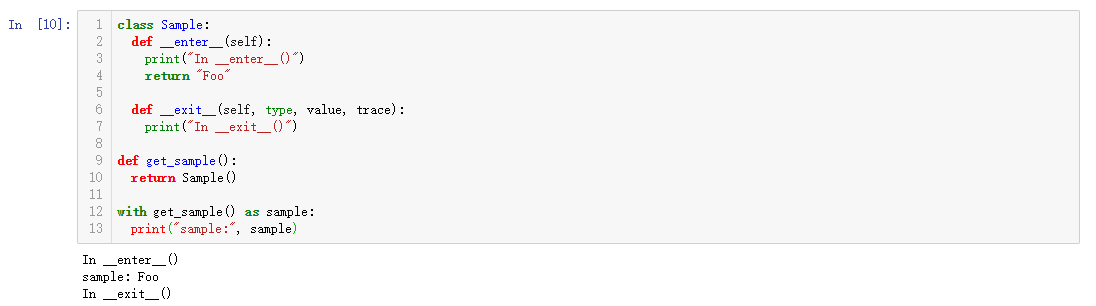 In [10]:
1 class Sample:
2   def __enter__(self):
3     print("In __enter__()")
4     return "Foo"
5
6   def __exit__(self, type, value, trace):
7     print("In __exit__()")
8
9 def get_sample():
10   return Sample()
11
12 with get_sample() as sample:
13   print("sample:", sample)
In __enter__()
sample: Foo
In __exit__()